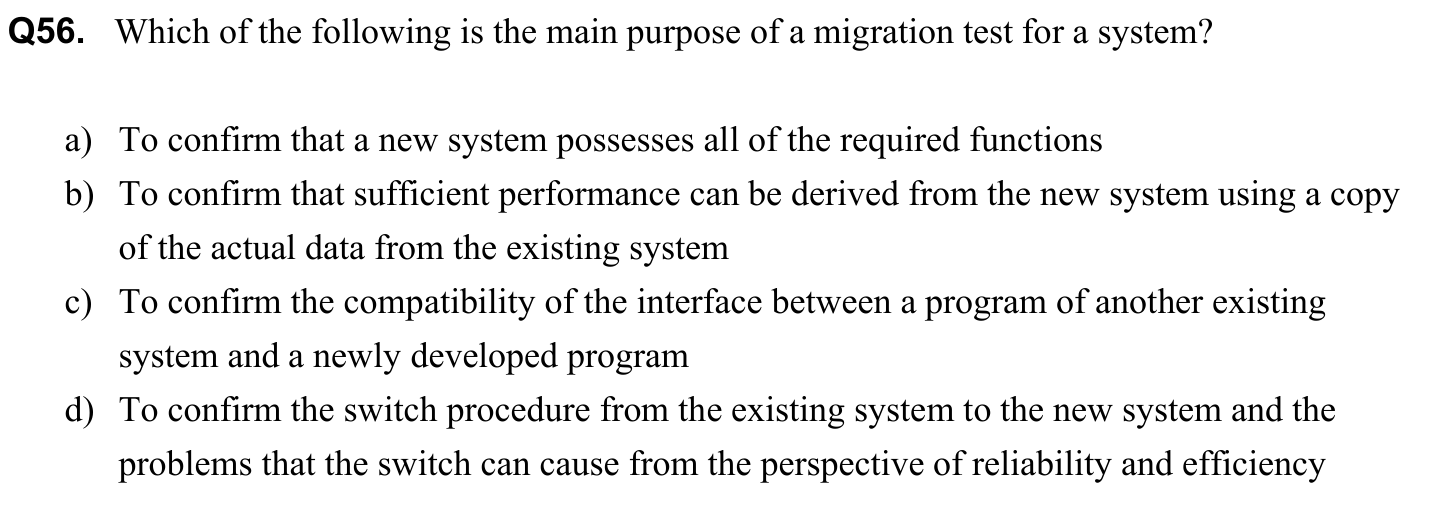 Q56. Which of the following is the main purpose of a migration test for a system?
a) To confirm that a new system possesses all of the required functions
b) To confirm that sufficient performance can be derived from the new system using a copy
of the actual data from the existing system
c) To confirm the compatibility of the interface between a program of another existing
system and a newly developed program
d) To confirm the switch procedure from the existing system to the new system and the
problems that the switch can cause from the perspective of reliability and efficiency